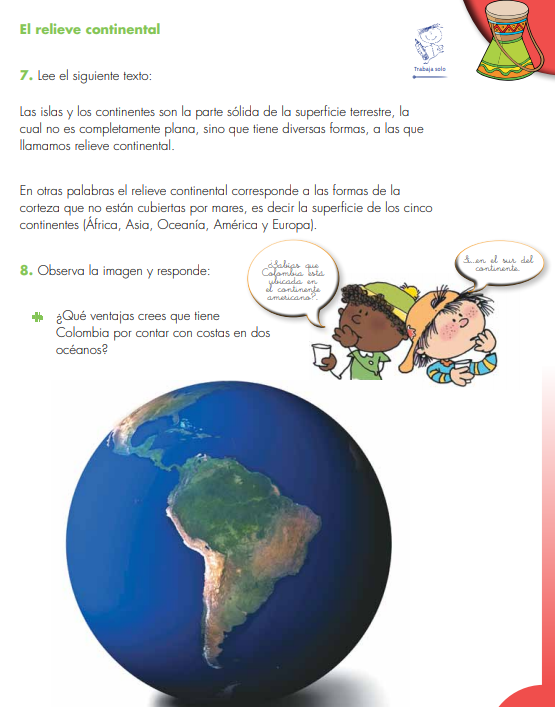 El relieve continental
7. Lee el siguiente texto:
Trabaja solo
Las islas y los continentes son la parte sólida de la superficie terrestre, la
cual no es completamente plana, sino que tiene diversas formas, a las que
llamamos relieve continental.
En otras palabras el relieve continental corresponde a las formas de la
corteza que no están cubiertas por mares, es decir la superficie de los cinco
continentes (África, Asia, Oceanía, América y Europa).
8. Observa la imagen y responde:
¿Sabías que
Colombia está
ubicada en
el continente
americano?.
Si...en el sur del
continente.
¿Qué ventajas crees que tiene
Colombia por contar con costas en dos
océanos?